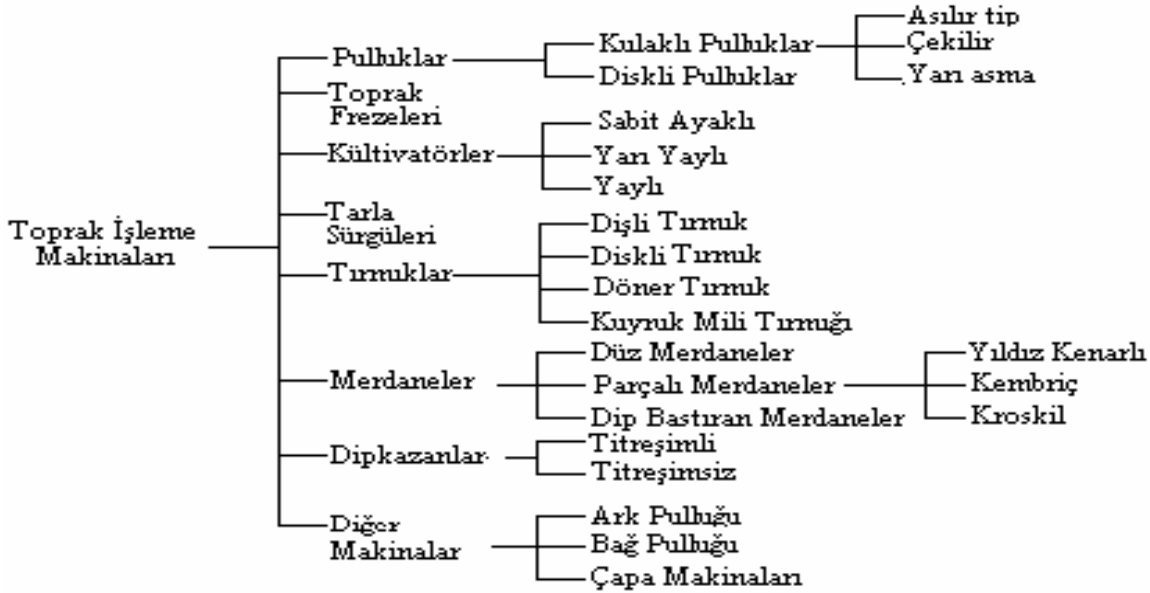 Toprak İşleme
Makinaları
Pulluklar
Kulaklı Pulluklar
Asılır tip
Çekilir
Yarı asma
Diskli Pulluklar
Toprak
Frezeleri
Kültivatörler
Sabit Ayaklı
Yarı Yaylı
Yaylı
Tarla
Sürgüleri
Tırmıklar
Dişli Tırmık
Diskli Tırmık
Döner Tırmık
Kuyruk Mili Tırmığı
Merdaneler
Düz Merdaneler
Parçalı Merdaneler
Yıldız Kenarlı
Kembriç
Kroskil
Dip Bastıran Merdaneler
Dipkazanlar
Titreşimli
Titreşimsiz
Diğer
Makinalar
Ark Pulluğu
Bağ Pulluğu
Çapa Makinaları